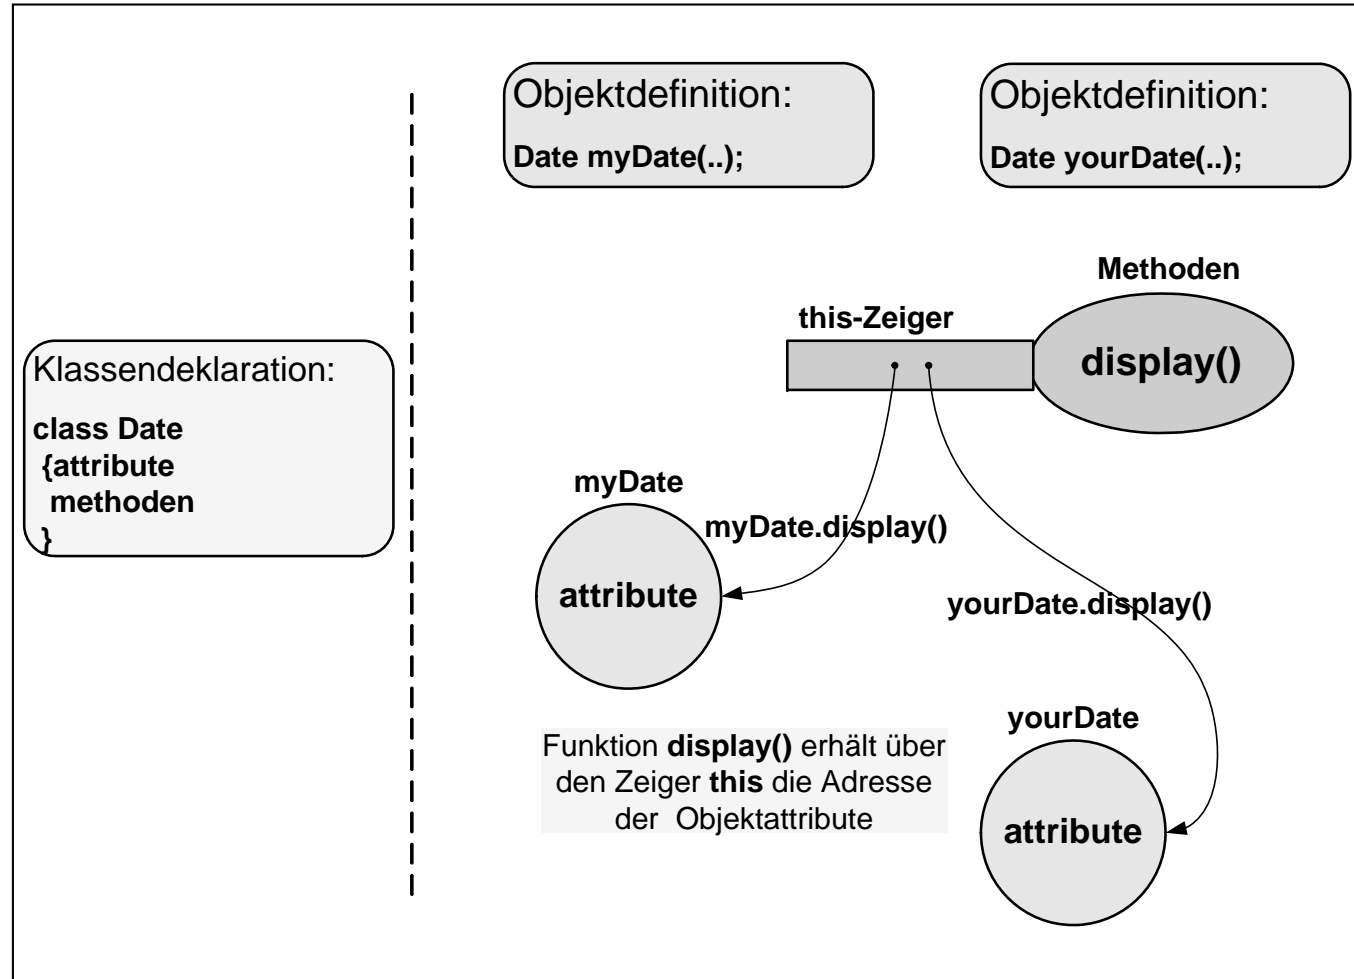 Objektdefinition:
Date myDate(..);
Objektdefinition:
Date yourDate(..);
Methoden
this-Zeiger
display()
Klassendeklaration:
class Date
{attribute
methoden
}
myDate
myDate.display()
attribute
yourDate.display()
yourDate
Funktion display() erhält über
den Zeiger this die Adresse
der Objektattribute
attribute